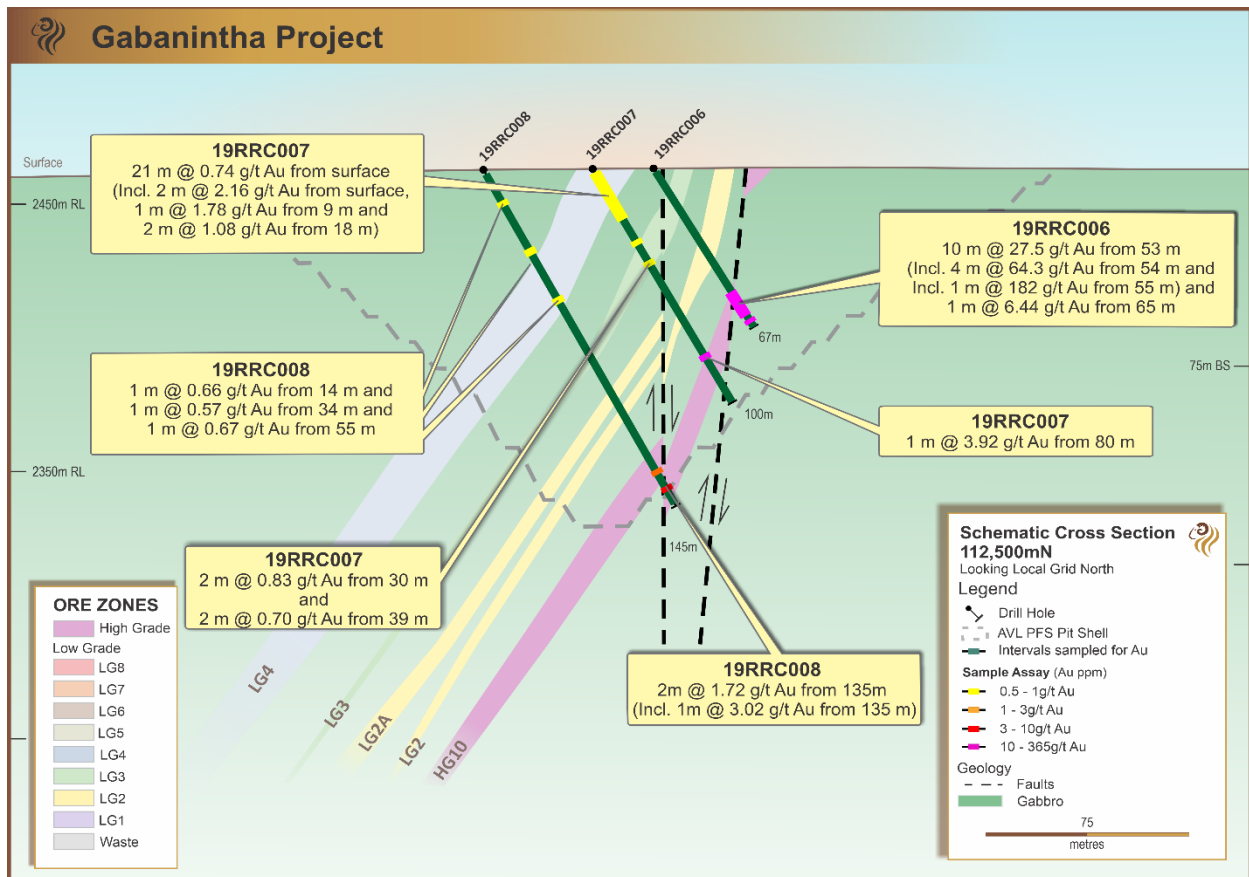 Gabanintha Project
19RRC008
19RRC007
19RRC006
Surface
2450m RL
2350m RL
75m BS
19RRC007
21 m @ 0.74 g/t Au from surface
(Incl. 2 m @ 2.16 g/t Au from surface,
1 m @ 1.78 g/t Au from 9 m and
2 m @ 1.08 g/t Au from 18 m)
19RRC006
10 m @ 27.5 g/t Au from 53 m
(Incl. 4 m @ 64.3 g/t Au from 54 m and
Incl. 1 m @ 182 g/t Au from 55 m) and
1 m @ 6.44 g/t Au from 65 m
19RRC008
1 m @ 0.66 g/t Au from 14 m and
1 m @ 0.57 g/t Au from 34 m and
1 m @ 0.67 g/t Au from 55 m
67m
100m
145m
19RRC007
1 m @ 3.92 g/t Au from 80 m
19RRC007
2 m @ 0.83 g/t Au from 30 m
and
2 m @ 0.70 g/t Au from 39 m
19RRC008
2m @ 1.72 g/t Au from 135m
(Incl. 1m @ 3.02 g/t Au from 135 m)
LG4
LG3
LG2A
LG2
HG10
ORE ZONES
High Grade
Low Grade
LG8
LG7
LG6
LG5
LG4
LG3
LG2
LG1
Waste
Schematic Cross Section
112,500mN
Looking Local Grid North
Legend
Drill Hole
AVL PFS Pit Shell
Intervals sampled for Au
Sample Assay (Au ppm)
0.5 - 1g/t Au
1 - 3g/t Au
3 - 10g/t Au
10 - 365g/t Au
Geology
Faults
Gabbro
75
metres